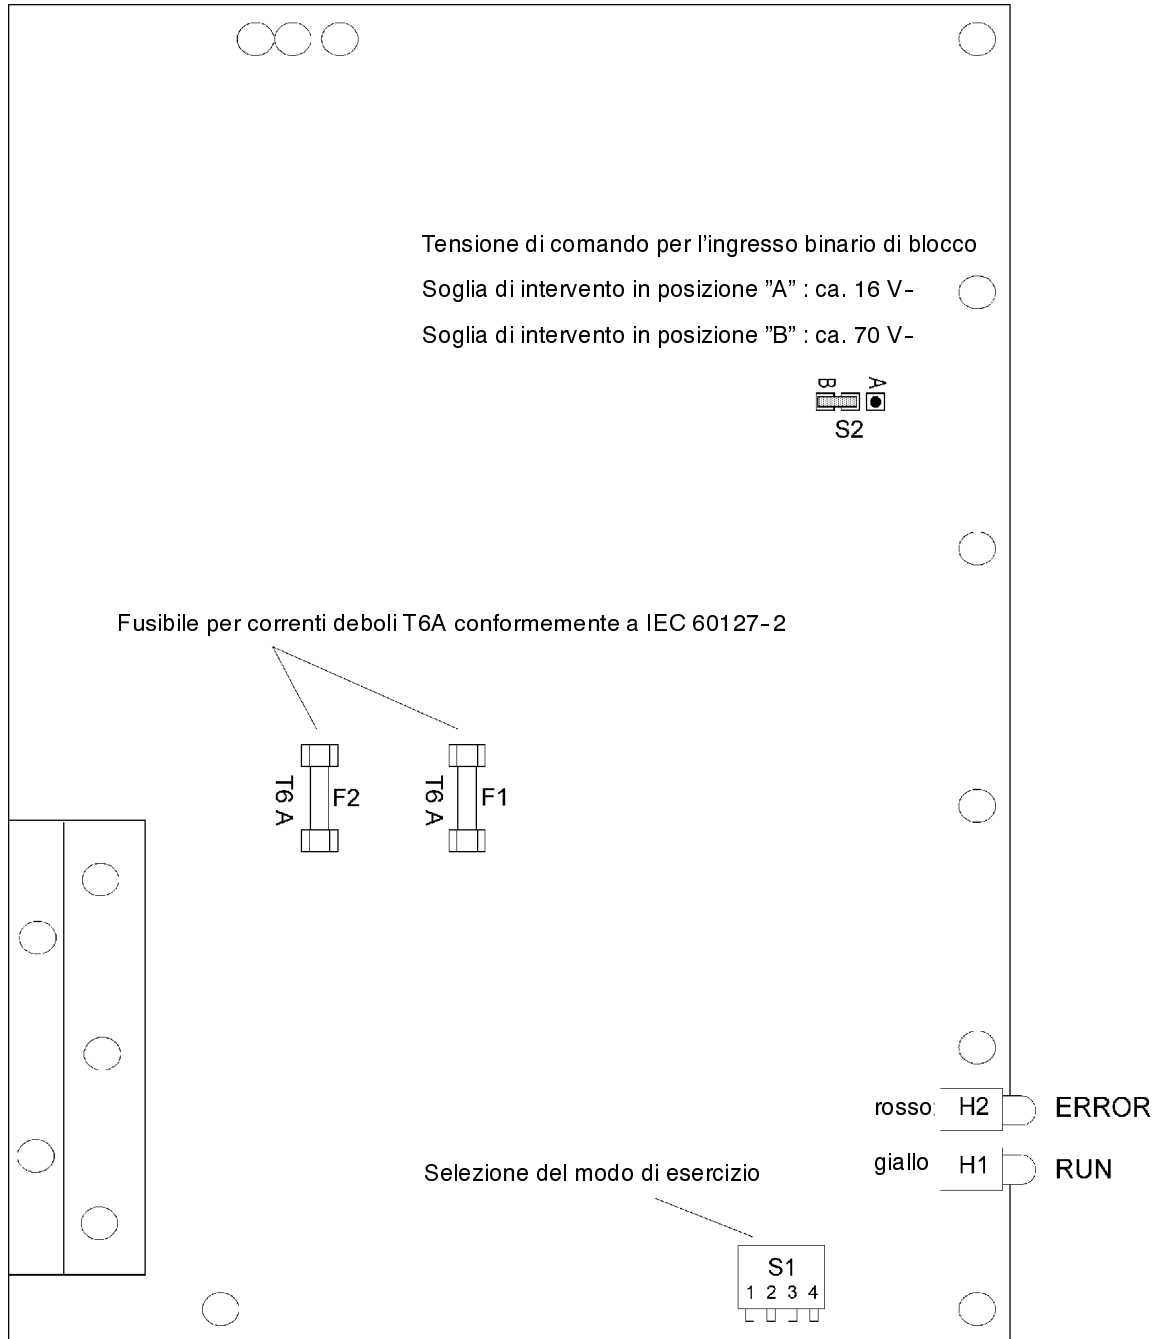 Tensione di comando per l'ingresso binario di blocco
Soglia di intervento in posizione ”A” : ca. 16 V-
Soglia di intervento in posizione ”B” : ca. 70 V-
B A
S2
Fusibile per correnti deboli T6A conformemente a IEC 60127-2
T6 A F2 T6 A F1
rosso H2 ERROR
giallo H1 RUN
Selezione del modo di esercizio
S1
1 2 3 4